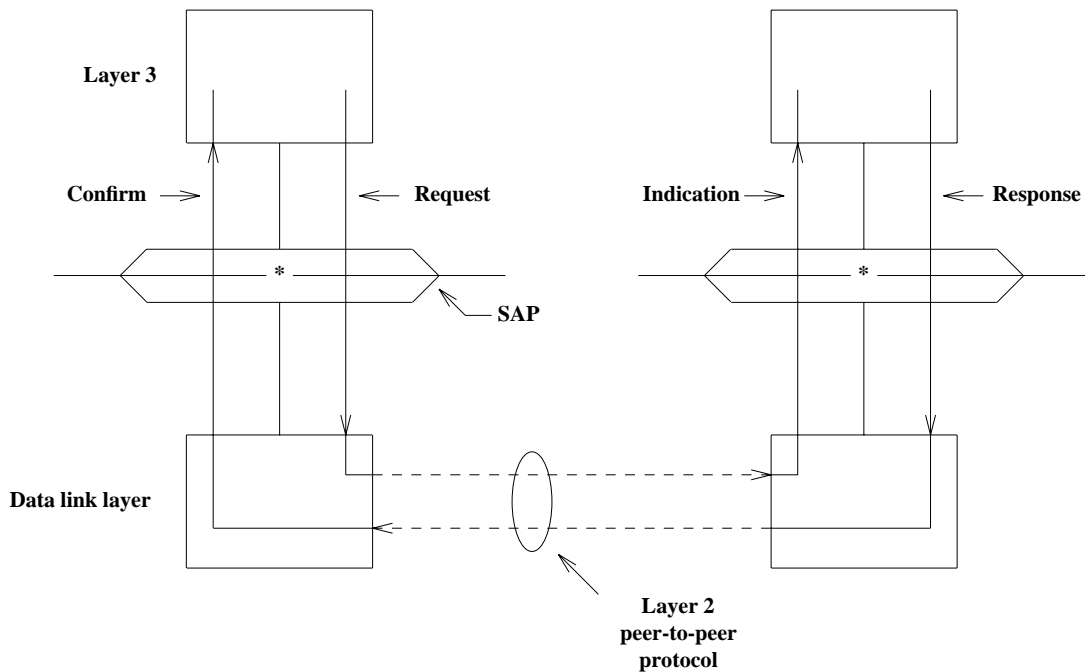 Layer 3
Confirm
Request
Indication
Response
*
*
SAP
Data link layer
Layer 2
peer-to-peer
protocol